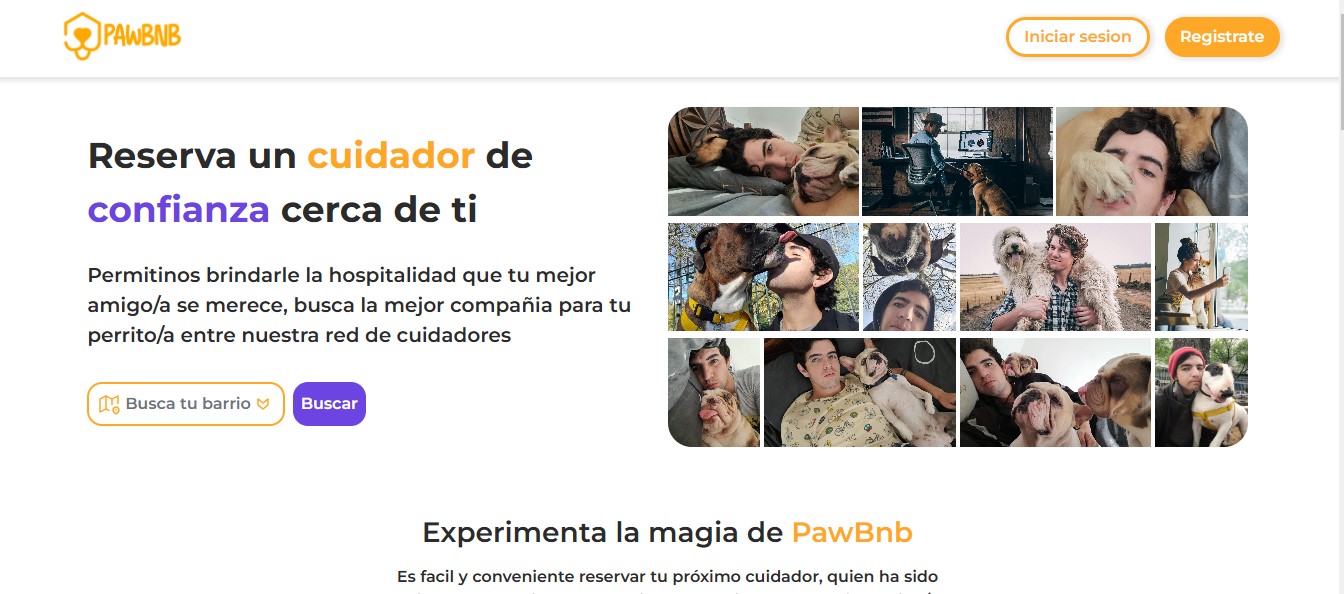 PAWBNB
Iniciar sesion
Registrate
Reserva un cuidador de
confianza cerca de ti
Permitinos brindarle la hospitalidad que tu mejor
amigo/a se merece, busca la mejor compañia para tu
perrito/a entre nuestra red de cuidadores
Busca tu barrio
Buscar
Experimenta la magia de PawBnb
Es facil y conveniente reservar tu próximo cuidador, quien ha sido